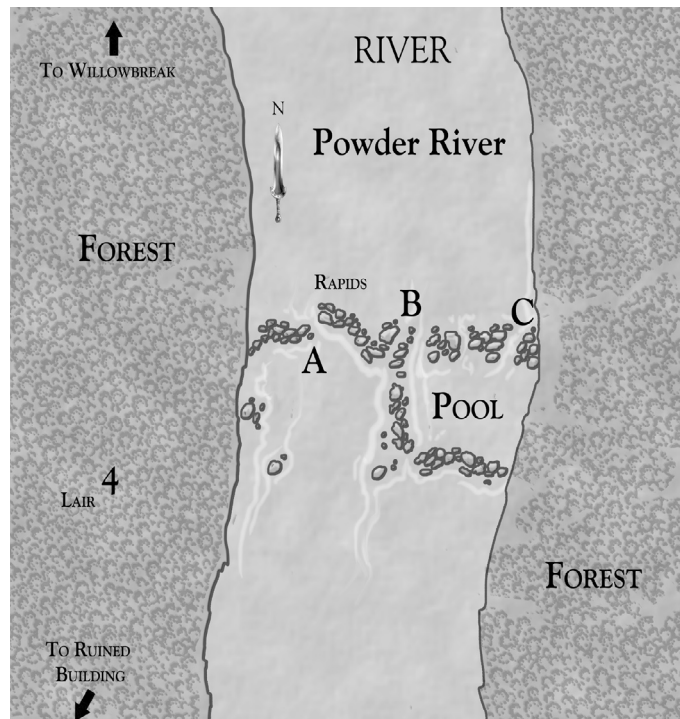 RIVER
To Willowbreak
N
Powder River
Forest
Rapids
B
C
A
Pool
Lair 4
Forest
To Ruined
Building